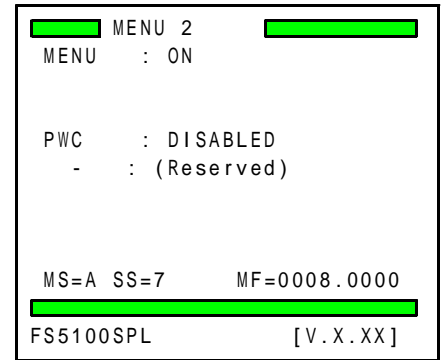 MENU 2
MENU : ON
PWC : DISABLED
- : (Reserved)
MS=A SS=7 MF=0008.0000
FS5100SPL [V.X.XX]